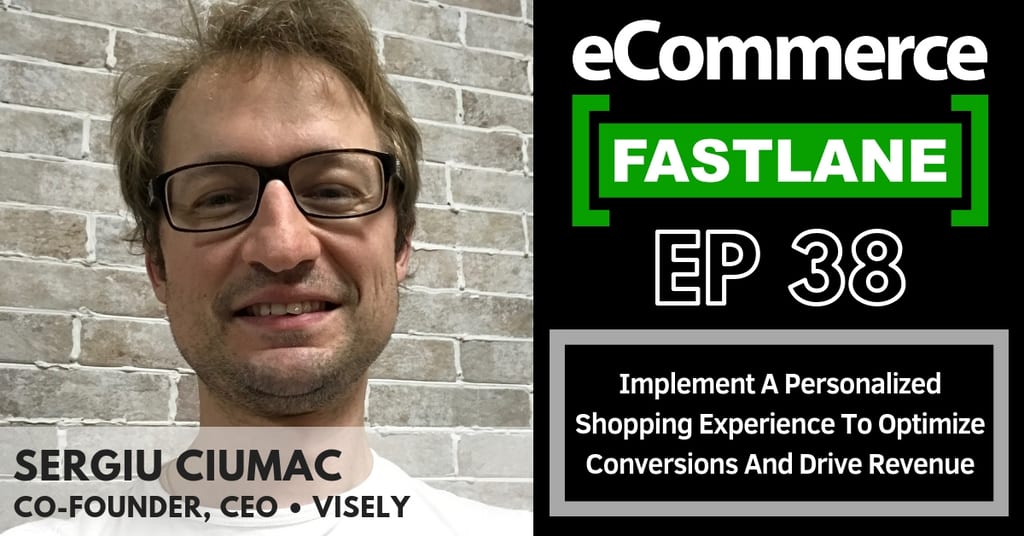 eCommerce
FASTLANE
EP 38
Implement A Personalized
Shopping Experience To Optimize
Conversions And Drive Revenue
SERGIU CIUMAC
CO-FOUNDER, CEO • VISELY